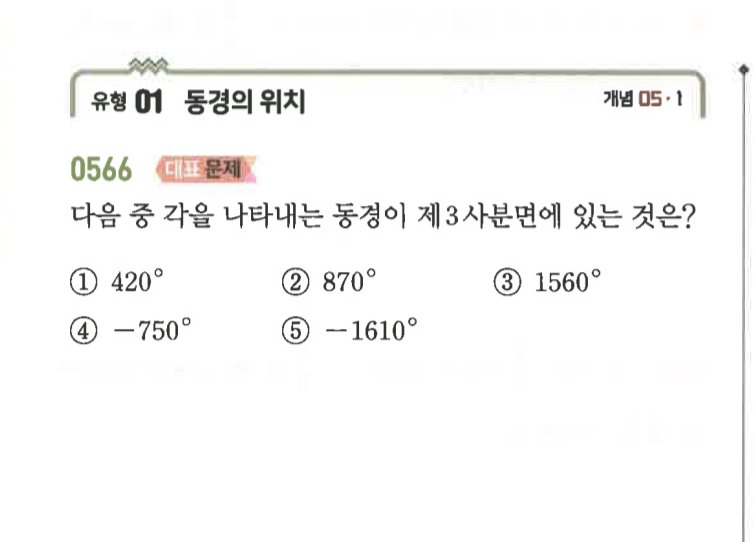 유형 01 동경의 위치 개념 05·1
0566 대표 문제
다음 중 각을 나타내는 동경이 제3사분면에 있는 것은?
① 420° ② 870° ③ 1560°
④ -750° ⑤ -1610°